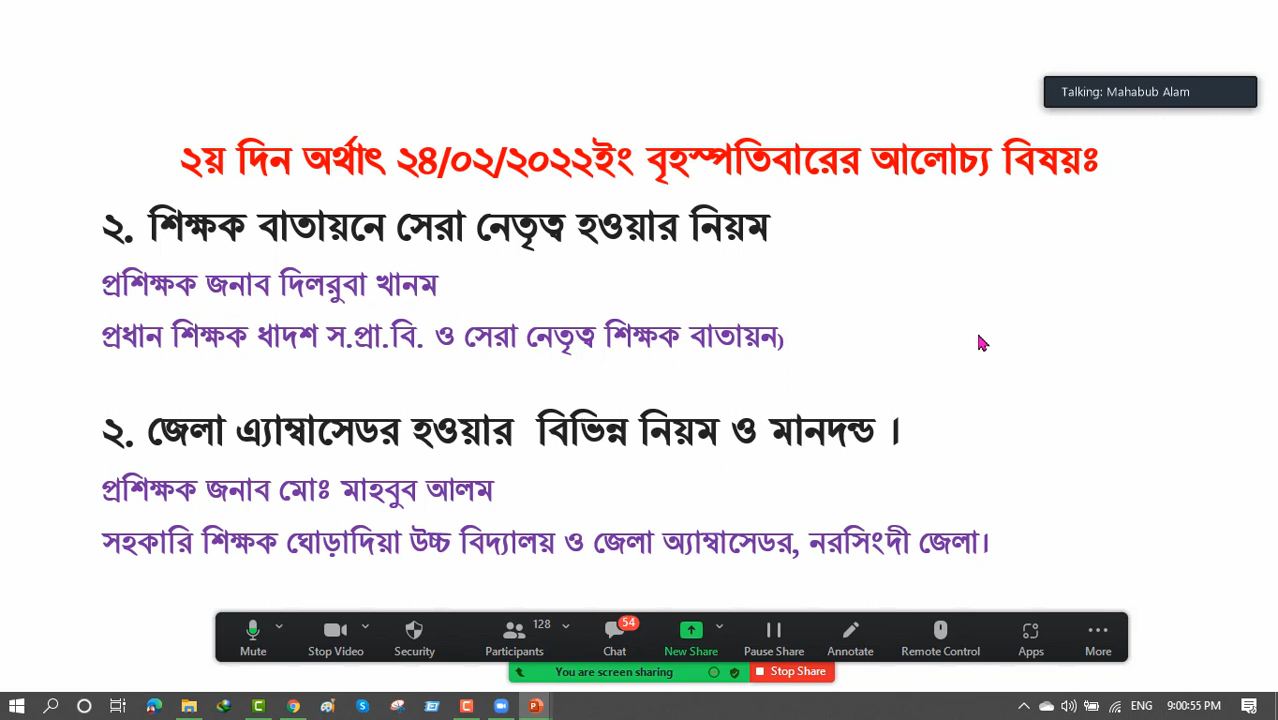 Talking: Mahabub Alam
২য় দিন অর্থাৎ ২৪/০২/২০২২ইং বৃহস্পতিবারের আলোচ্য বিষয়ঃ
২. শিক্ষক বাতায়নে সেরা নেতৃত্ব হওয়ার নিয়ম
প্রশিক্ষক জনাব দিলরুবা খানম
প্রধান শিক্ষক ধাদশ স.প্রা.বি. ও সেরা নেতৃত্ব শিক্ষক বাতায়ন)
২. জেলা এ্যাম্বাসেডর হওয়ার বিভিন্ন নিয়ম ও মানদন্ড ।
প্রশিক্ষক জনাব মোঃ মাহবুব আলম
সহকারি শিক্ষক ঘোড়াদিয়া উচ্চ বিদ্যালয় ও জেলা অ্যাম্বাসেডর, নরসিংদী জেলা।
128 54
Mute Stop Video Security Participants Chat New Share Pause Share Annotate Remote Control Apps More
You are screen sharing Stop Share
ENG 9:00:55 PM